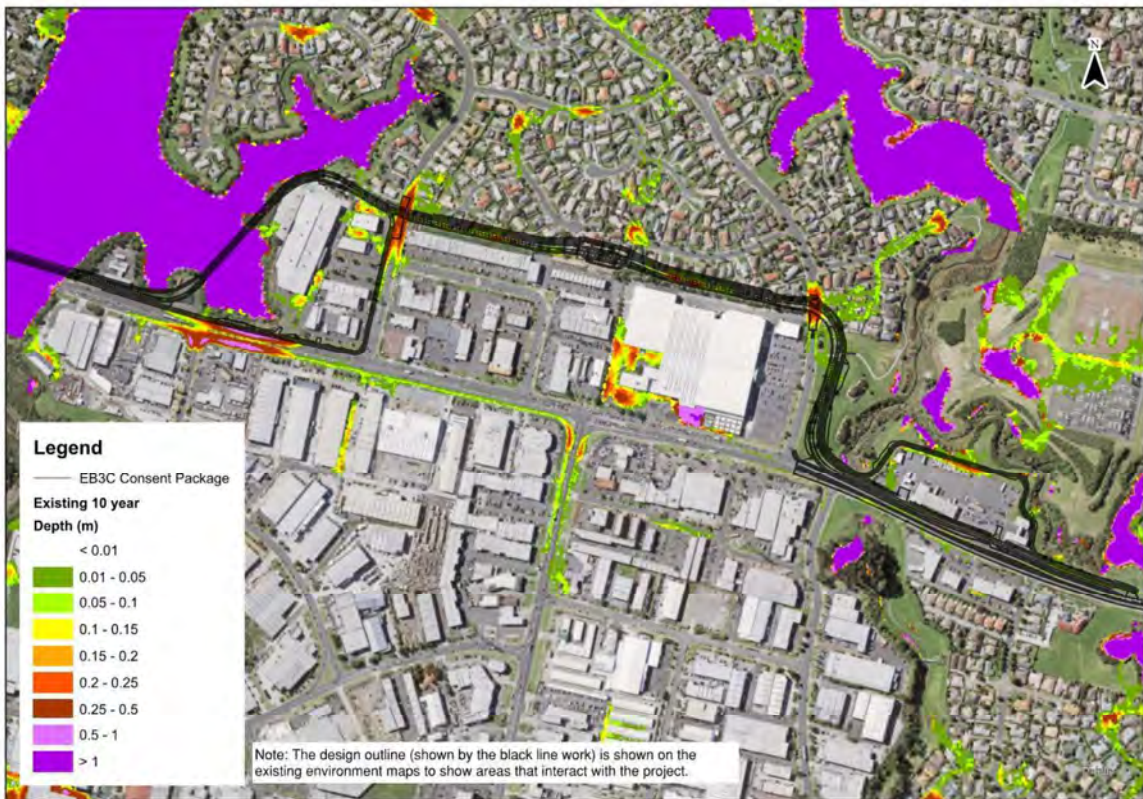 N
Legend
EB3C Consent Package
Existing 10 year
Depth (m)
< 0.01
0.01 - 0.05
0.05 - 0.1
0.1 - 0.15
0.15 - 0.2
0.2 - 0.25
0.25 - 0.5
0.5 - 1
> 1
Note: The design outline (shown by the black line work) is shown on the
existing environment maps to show areas that interact with the project.